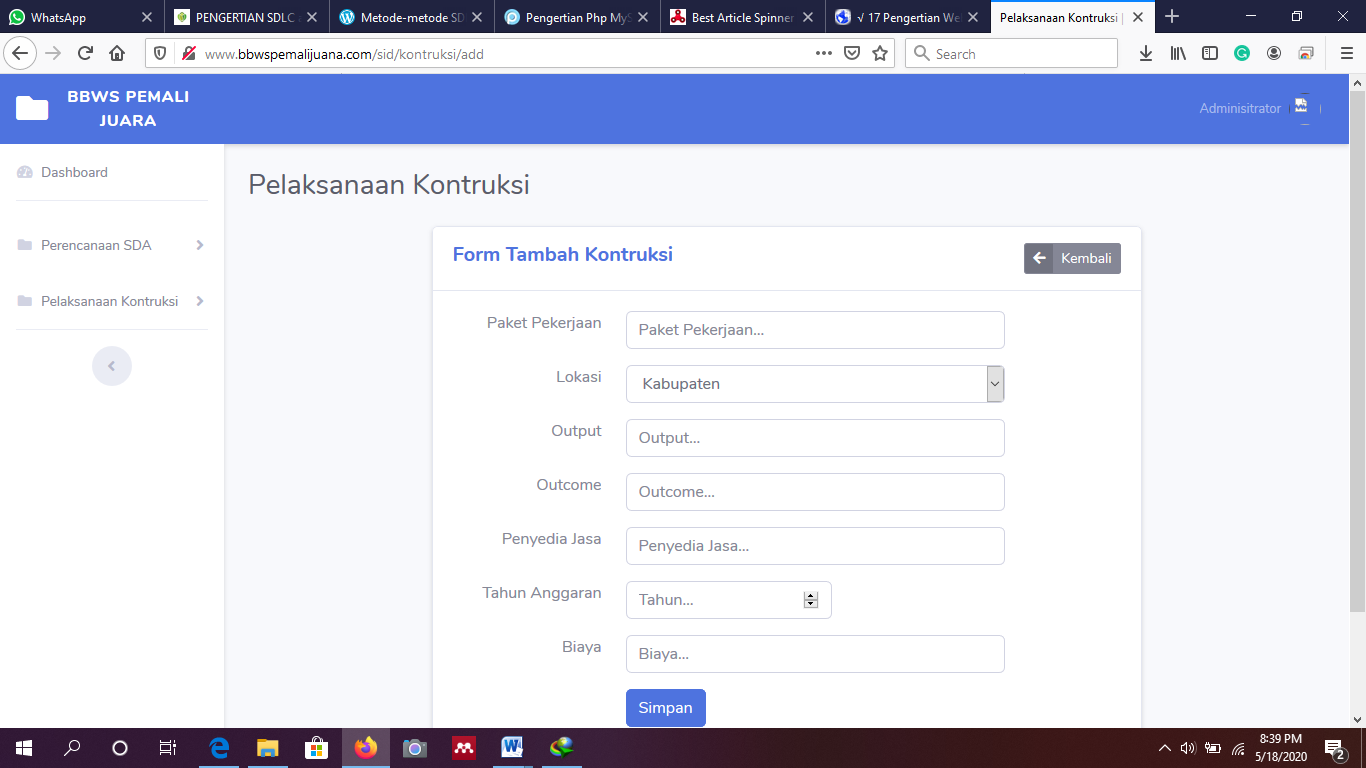 WhatsApp
PENGERTIAN SDLC
Metode-metode SD
Pengertian Php MyS
Best Article Spinner
√ 17 Pengertian We
Pelaksanaan Kontruksi |
www.bbwspemalijuana.com/sid/kontruksi/add
Search
BBWS PEMALI
JUARA
Adminisitrator
Dashboard
Perencanaan SDA
Pelaksanaan Kontruksi
Pelaksanaan Kontruksi
Form Tambah Kontruksi
Kembali
Paket Pekerjaan
Paket Pekerjaan...
Lokasi
Kabupaten
Output
Output...
Outcome
Outcome...
Penyedia Jasa
Penyedia Jasa...
Tahun Anggaran
Tahun...
Biaya
Biaya...
Simpan
8:39 PM
5/18/2020
2